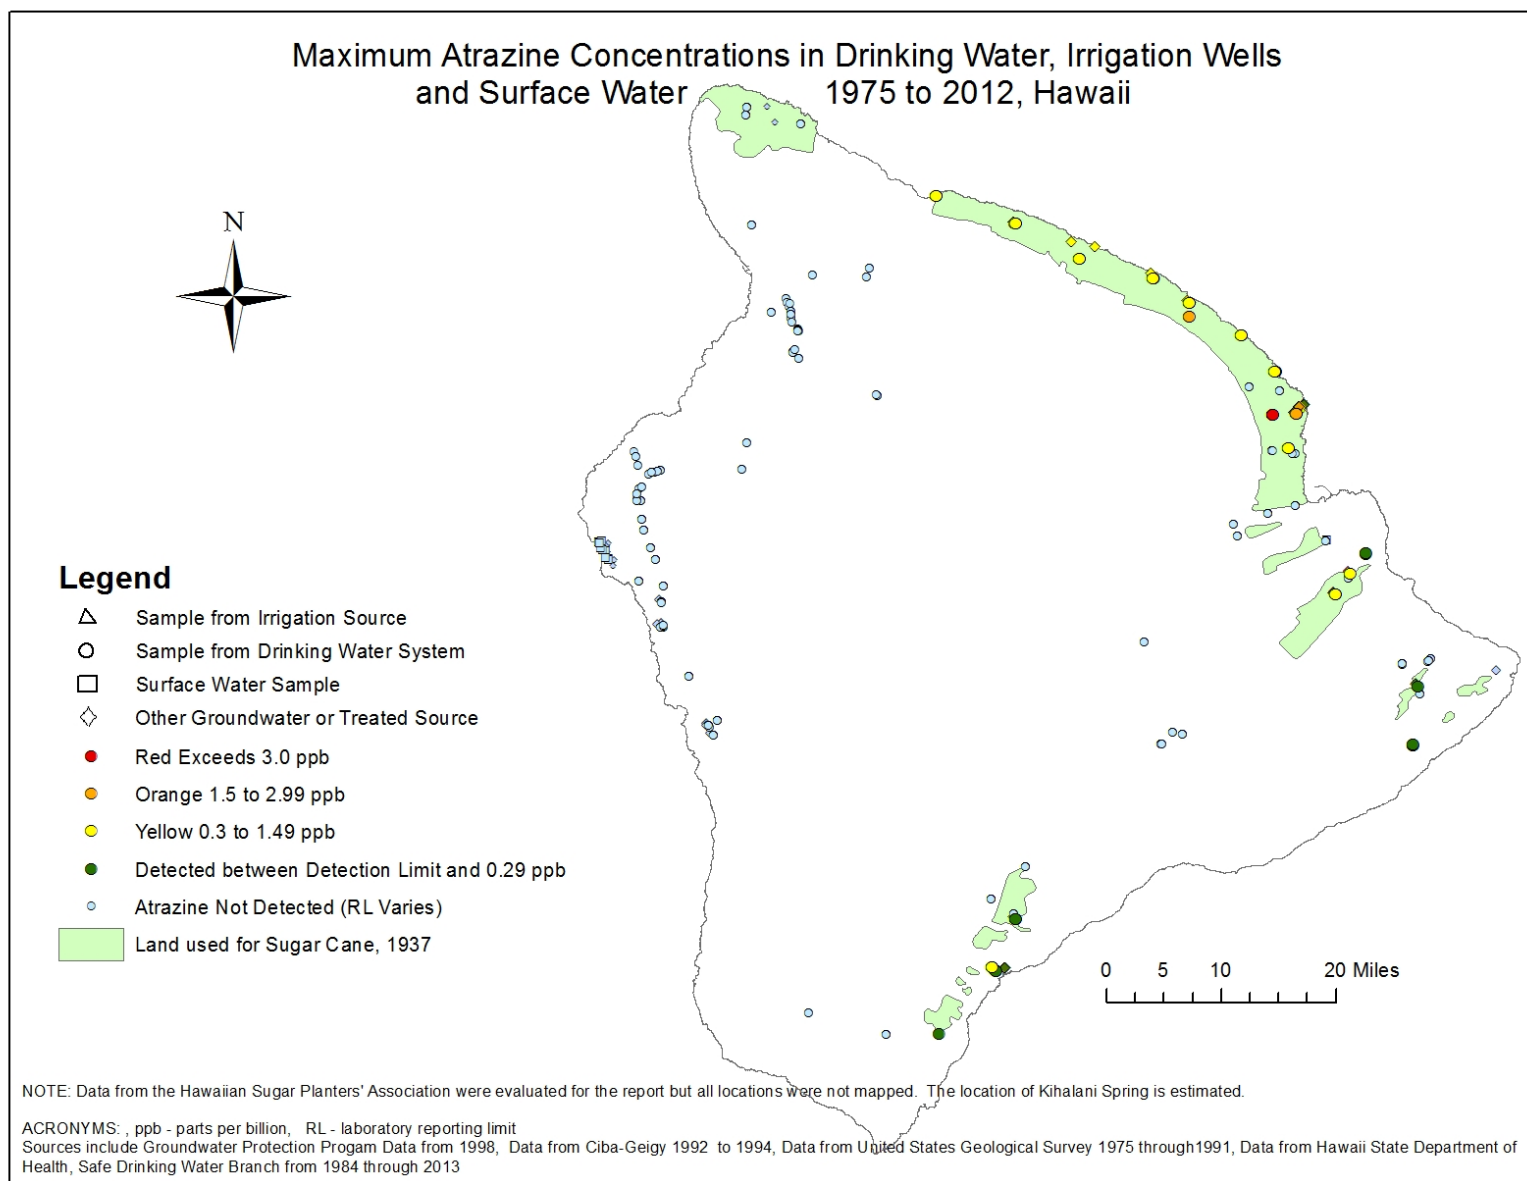 Maximum Atrazine Concentrations in Drinking Water, Irrigation Wells
and Surface Water 1975 to 2012, Hawaii
N
Legend
Sample from Irrigation Source
Sample from Drinking Water System
Surface Water Sample
Other Groundwater or Treated Source
Red Exceeds 3.0 ppb
Orange 1.5 to 2.99 ppb
Yellow 0.3 to 1.49 ppb
Detected between Detection Limit and 0.29 ppb
Atrazine Not Detected (RL Varies)
Land used for Sugar Cane, 1937
0 5 10 20 Miles
NOTE: Data from the Hawaiian Sugar Planters' Association were evaluated for the report but all locations were not mapped. The location of Kihalani Spring is estimated.
ACRONYMS: , ppb - parts per billion, RL - laboratory reporting limit
Sources include Groundwater Protection Progam Data from 1998, Data from Ciba-Geigy 1992 to 1994, Data from United States Geological Survey 1975 through1991, Data from Hawaii State Department of
Health, Safe Drinking Water Branch from 1984 through 2013